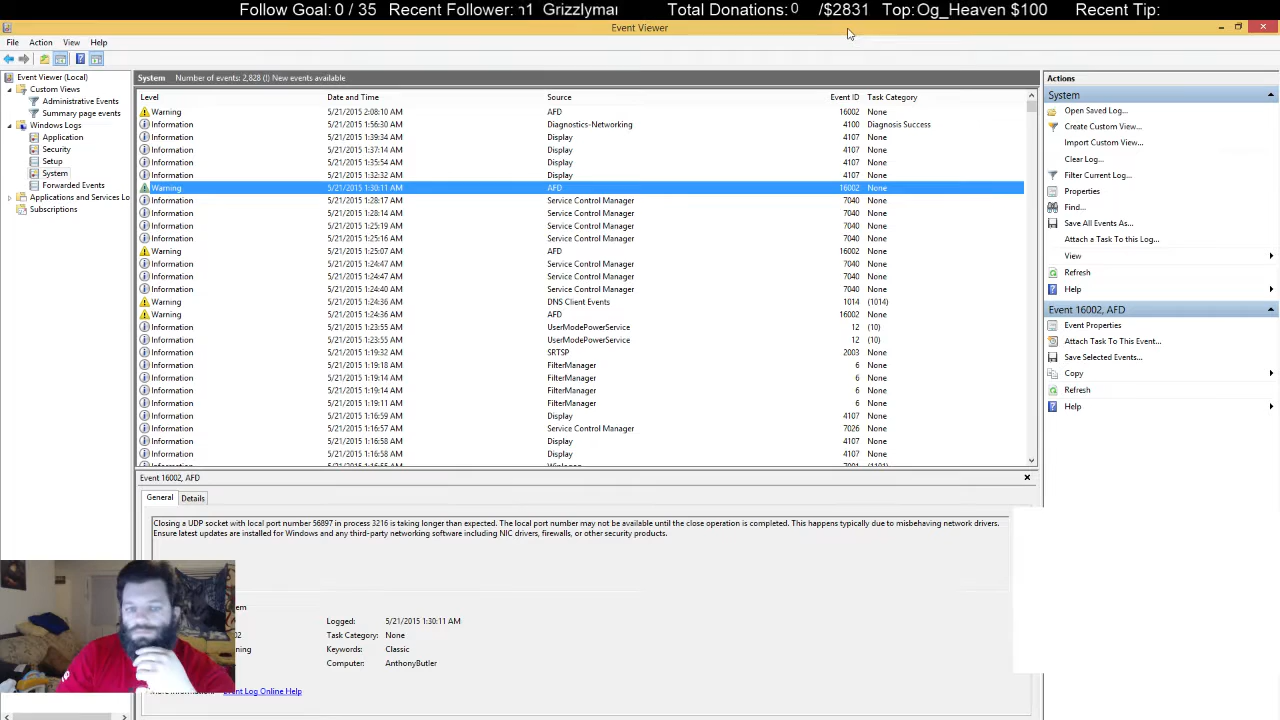 Follow Goal: 0 / 35 Recent Follower: n1 Grizzlymar Total Donations: 0 /$2831 Top:Og_Heaven $100 Recent Tip:
Event Viewer
File Action View Help
Event Viewer (Local)
Custom Views
Administrative Events
Summary page events
Windows Logs
Application
Security
Setup
System
Forwarded Events
Applications and Services Lo
Subscriptions
System Number of events: 2,828 (!) New events available
Level Date and Time Source Event ID Task Category
Warning 5/21/2015 2:08:10 AM AFD 16002 None
Information 5/21/2015 1:56:30 AM Diagnostics-Networking 4100 Diagnosis Success
Information 5/21/2015 1:39:34 AM Display 4107 None
Information 5/21/2015 1:37:14 AM Display 4107 None
Information 5/21/2015 1:35:54 AM Display 4107 None
Information 5/21/2015 1:32:32 AM Display 4107 None
Warning 5/21/2015 1:30:11 AM AFD 16002 None
Information 5/21/2015 1:28:17 AM Service Control Manager 7040 None
Information 5/21/2015 1:28:14 AM Service Control Manager 7040 None
Information 5/21/2015 1:25:19 AM Service Control Manager 7040 None
Information 5/21/2015 1:25:16 AM Service Control Manager 7040 None
Warning 5/21/2015 1:25:07 AM AFD 16002 None
Information 5/21/2015 1:24:47 AM Service Control Manager 7040 None
Information 5/21/2015 1:24:46 AM Service Control Manager 7040 None
Information 5/21/2015 1:24:40 AM Service Control Manager 7040 None
Warning 5/21/2015 1:24:36 AM DNS Client Events 1014 (1014)
Warning 5/21/2015 1:24:36 AM AFD 16002 None
Information 5/21/2015 1:23:55 AM UserModePowerService 12 (10)
Information 5/21/2015 1:23:55 AM UserModePowerService 12 (10)
Information 5/21/2015 1:19:32 AM SRTSP 2003 None
Information 5/21/2015 1:19:18 AM FilterManager 6 None
Information 5/21/2015 1:19:14 AM FilterManager 6 None
Information 5/21/2015 1:19:14 AM FilterManager 6 None
Information 5/21/2015 1:19:11 AM FilterManager 6 None
Information 5/21/2015 1:16:59 AM Display 4107 None
Information 5/21/2015 1:16:58 AM Service Control Manager 7026 None
Information 5/21/2015 1:16:58 AM Display 4107 None
Information 5/21/2015 1:16:56 AM Display 4107 None
Information 5/21/2015 1:16:55 AM Winlogon 7001 (1101)
Event 16002, AFD
General Details
Closing a UDP socket with local port number 56897 in process 3216 is taking longer than expected. The local port number may not be available until the close operation is completed. This happens typically due to misbehaving network drivers.
Ensure latest updates are installed for Windows and any third-party networking software including NIC drivers, firewalls, or other security products.
Logged: 5/21/2015 1:30:11 AM
Task Category: None
Keywords: Classic
Computer: AnthonyButler
Event Log Online Help
Actions
System
Open Saved Log...
Create Custom View...
Import Custom View...
Clear Log...
Filter Current Log...
Properties
Find...
Save All Events As...
Attach a Task To this Log...
View
Refresh
Help
Event 16002, AFD
Event Properties
Attach Task To This Event...
Save Selected Events...
Copy
Refresh
Help